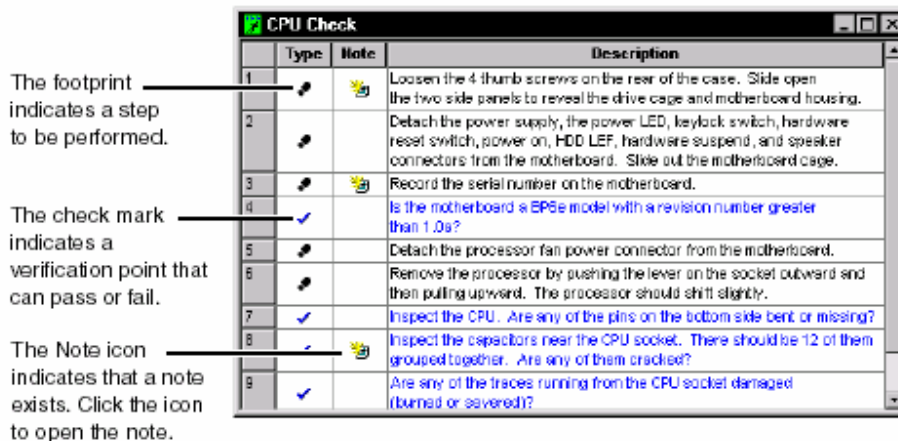 CPU Check
Type Note Description
1 Loosen the 4 thumb screws on the rear of the case. Slide open
the two side panels to reveal the drive cage and motherboard housing.
2 Detach the power supply, the power LED, keylock switch, hardware
reset switch, power on, HDD LEF, hardware suspend, and speaker
connectors from the motherboard. Slide out the motherboard cage.
3 Record the serial number on the motherboard.
4 Is the motherboard a BP6e model with a revision number greater
than 1.0a?
5 Detach the processor fan power connector from the motherboard.
6 Remove the processor by pushing the lever on the socket outward and
then pulling upward. The processor should shift slightly.
7 Inspect the CPU. Are any of the pins on the bottom side bent or missing?
8 Inspect the capacitors near the CPU socket. There should be 12 of them
grouped together. Are any of them cracked?
9 Are any of the traces running from the CPU socket damaged
(burned or severed)?
The footprint
indicates a step
to be performed.
The check mark
indicates a
verification point that
can pass or fail.
The Note icon
indicates that a note
exists. Click the icon
to open the note.